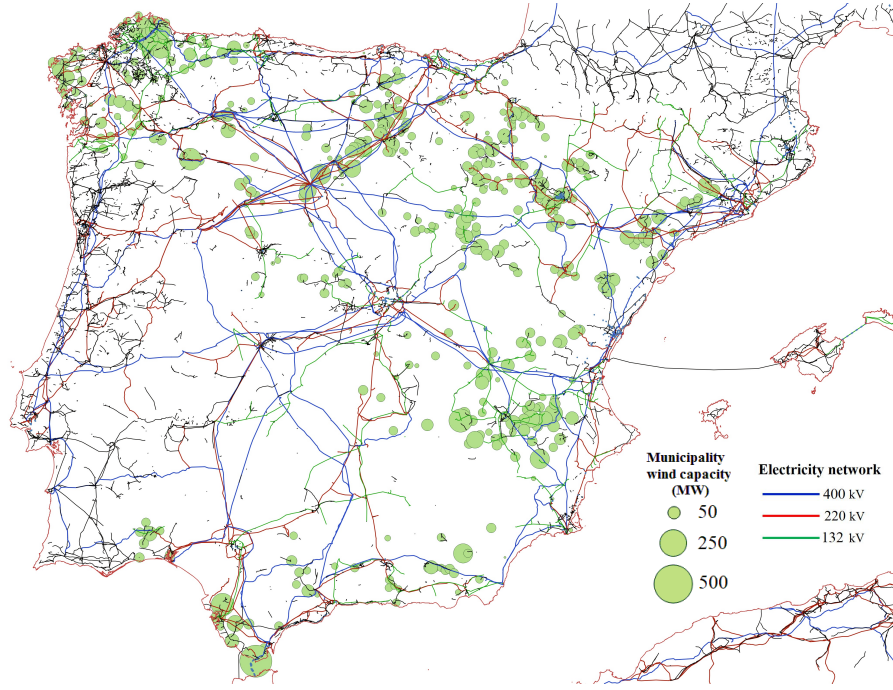 Municipality
wind capacity
(MW)
50
250
500
Electricity network
400 kV
220 kV
132 kV